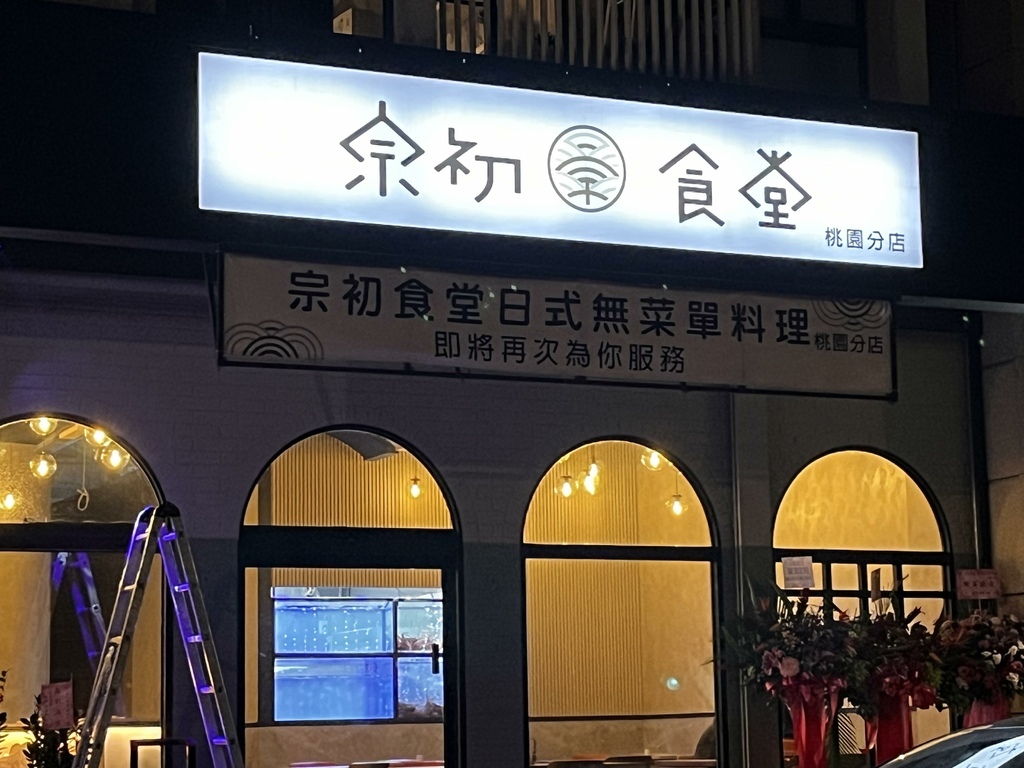 宗初 食堂
桃園分店
宗初食堂日式無菜單料理
桃園分店
即將再次為你服務